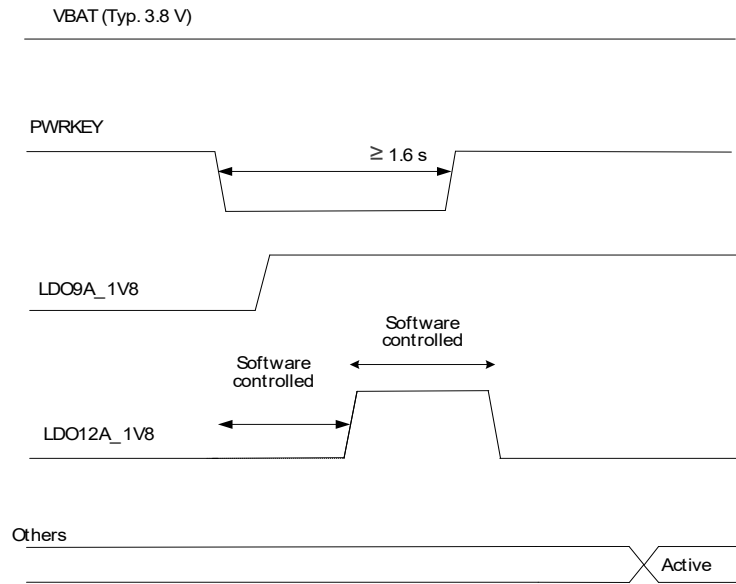 VBAT (Typ. 3.8 V)
PWRKEY
≥ 1.6 s
LDO9A_1V8
Software
controlled
Software
controlled
LDO12A_1V8
Others
Active